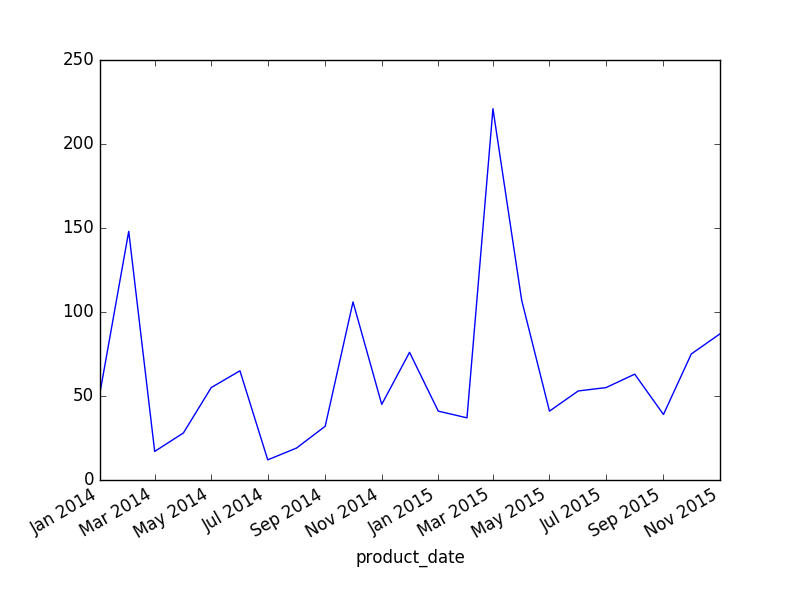 250
200
150
100
50
0
Jan 2014
Mar 2014
May 2014
Jul 2014
Sep 2014
Nov 2014
Jan 2015
Mar 2015
May 2015
Jul 2015
Sep 2015
Nov 2015
product_date